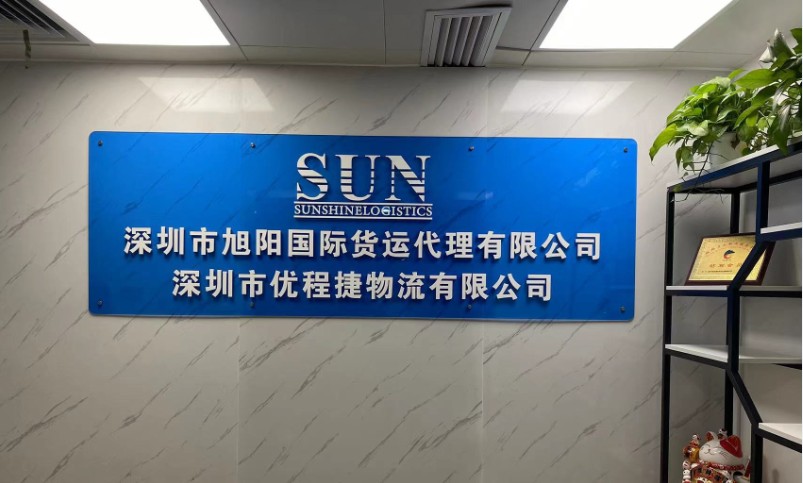 SUN
SUNSHINELOGISTICS
深圳市旭阳国际货运代理有限公司
深圳市优程捷物流有限公司